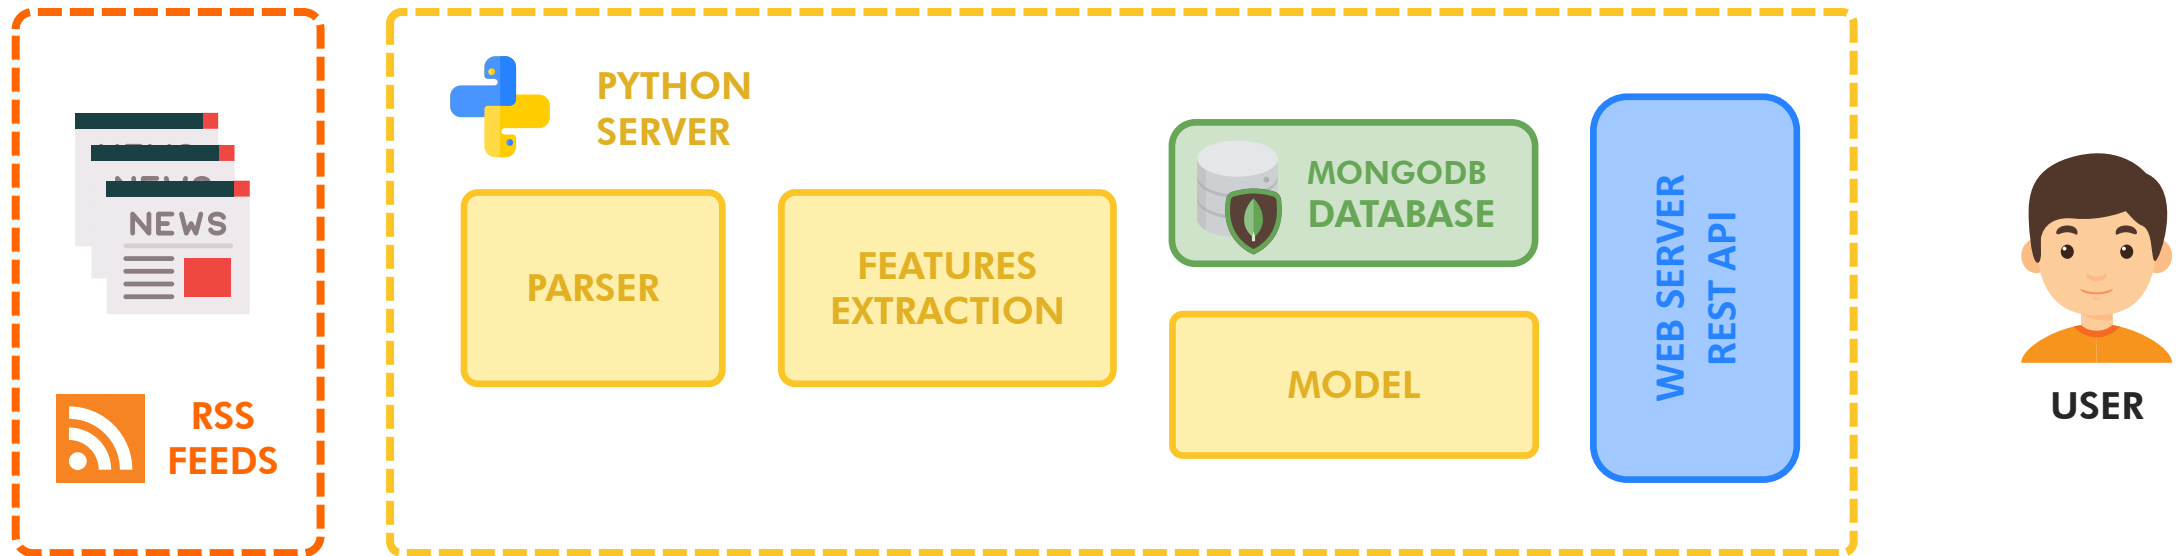 NEWS
RSS
FEEDS
PYTHON
SERVER
PARSER
FEATURES
EXTRACTION
MONGODB
DATABASE
MODEL
WEB SERVER
REST API
USER